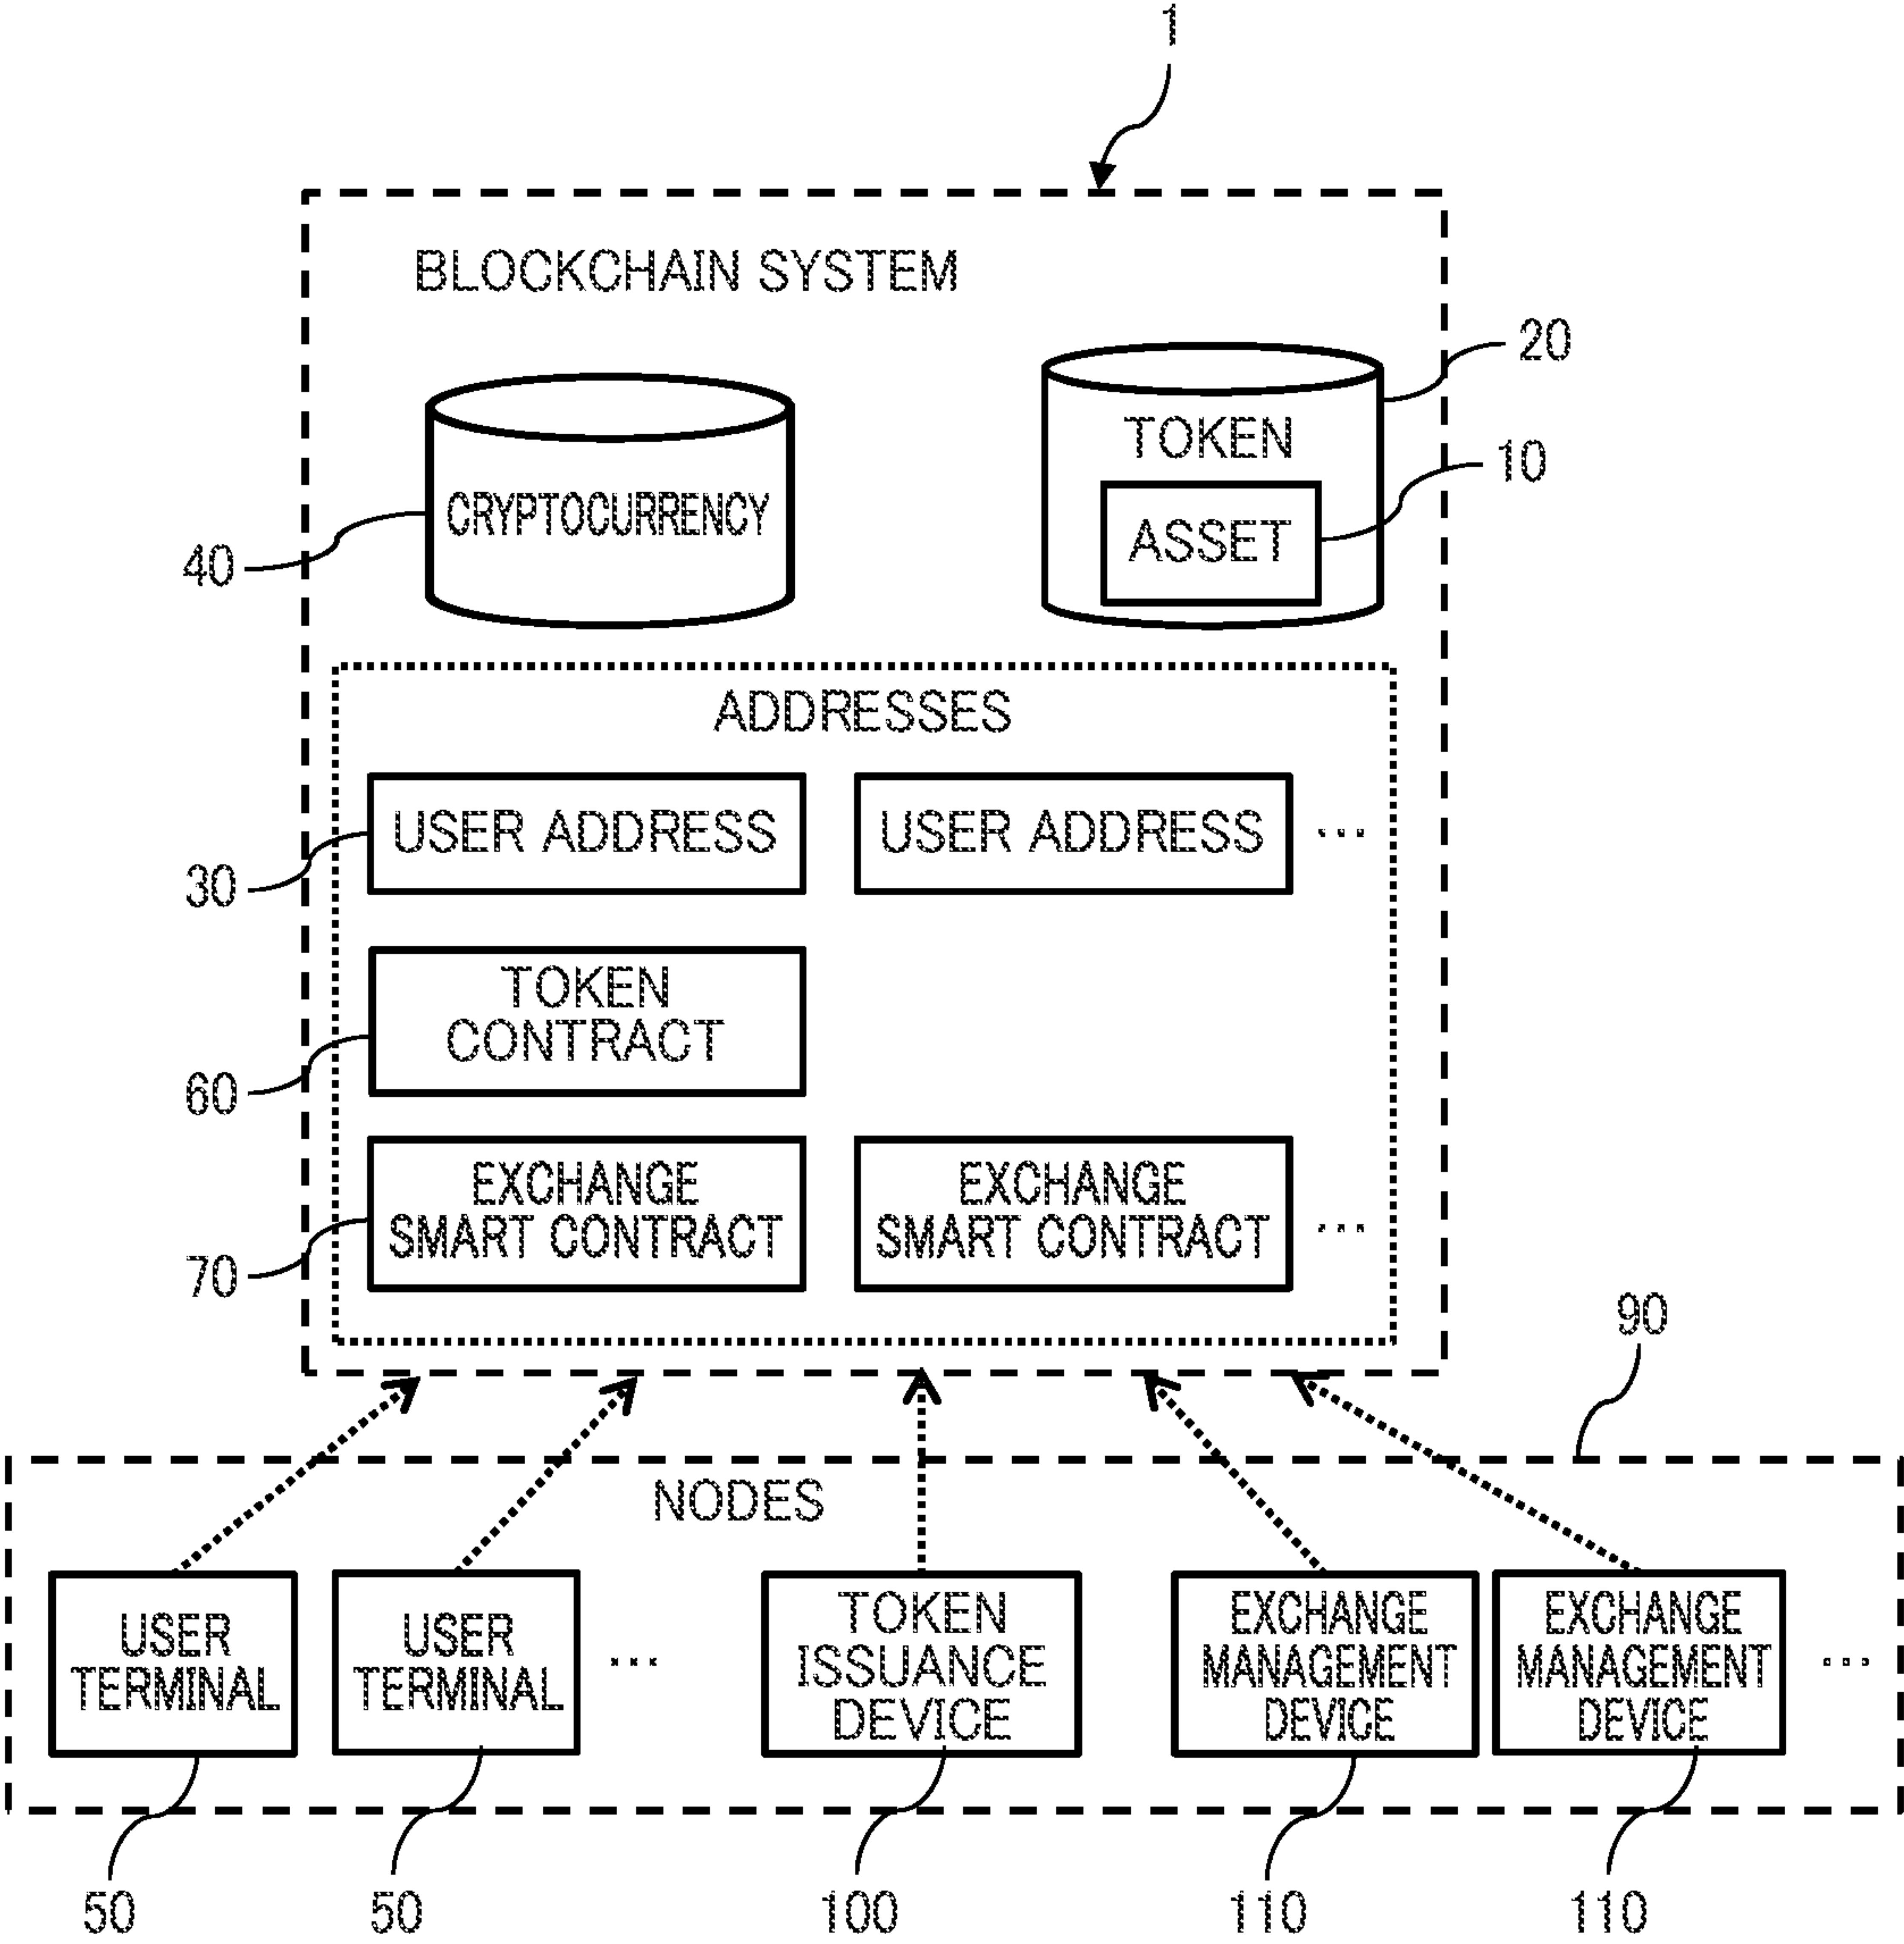 1
BLOCKCHAIN SYSTEM
20
TOKEN
10
ASSET
CRYPTOCURRENCY
40
ADDRESSES
USER ADDRESS
USER ADDRESS
...
30
TOKEN
CONTRACT
60
EXCHANGE
SMART CONTRACT
EXCHANGE
SMART CONTRACT
...
70
90
NODES
USER
TERMINAL
USER
TERMINAL
...
TOKEN
ISSUANCE
DEVICE
EXCHANGE
MANAGEMENT
DEVICE
EXCHANGE
MANAGEMENT
DEVICE
...
50
50
100
110
110